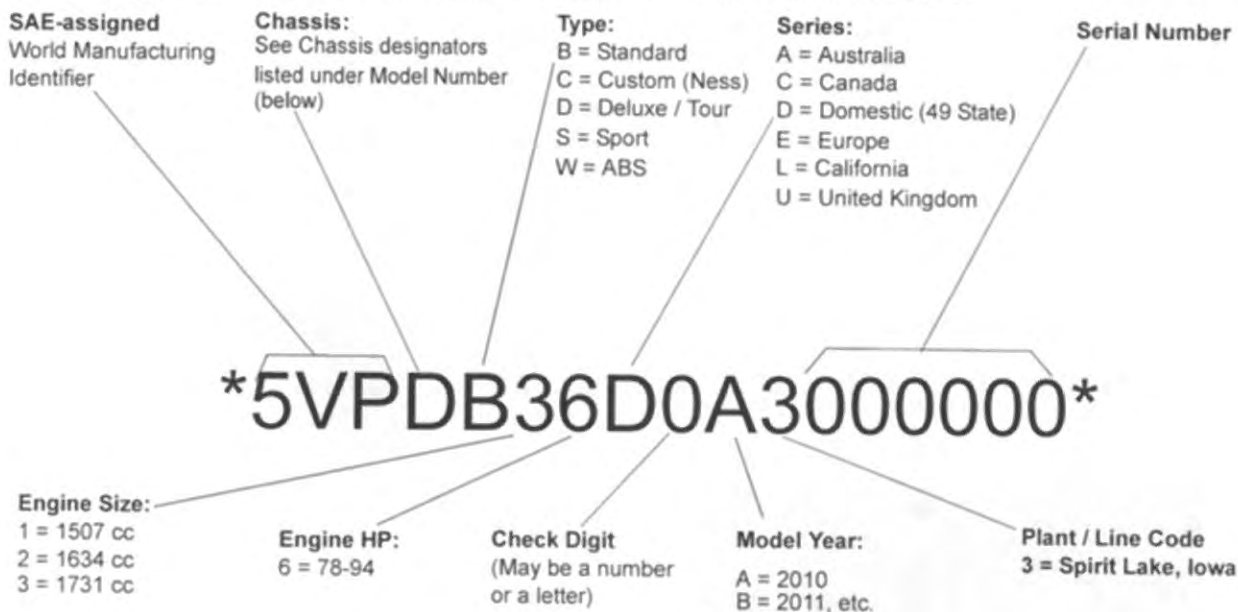 SAE-assigned
World Manufacturing
Identifier
Chassis:
See Chassis designators
listed under Model Number
(below)
Type:
B = Standard
C = Custom (Ness)
D = Deluxe / Tour
S = Sport
W = ABS
Series:
A = Australia
C = Canada
D = Domestic (49 State)
E = Europe
L = California
U = United Kingdom
Serial Number
*5VPDB36D0A3000000*
Engine Size:
1 = 1507 cc
2 = 1634 cc
3 = 1731 cc
Engine HP:
6 = 78-94
Check Digit
(May be a number
or a letter)
Model Year:
A = 2010
B = 2011, etc.
Plant / Line Code
3 = Spirit Lake, Iowa